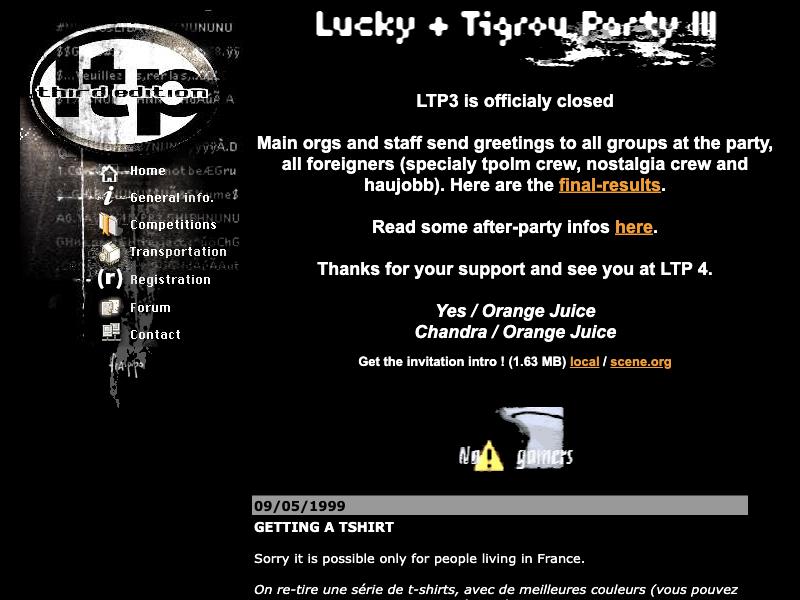 Lucky + Tigrou Party III
ltp
third edition
Home
General info.
Competitions
Transportation
(r) Registration
Forum
Contact
LTP3 is officialy closed
Main orgs and staff send greetings to all groups at the party,
all foreigners (specialy tpolm crew, nostalgia crew and
haujobb). Here are the final-results.
Read some after-party infos here.
Thanks for your support and see you at LTP 4.
Yes / Orange Juice
Chandra / Orange Juice
Get the invitation intro ! (1.63 MB) local / scene.org
No gamers
09/05/1999
GETTING A TSHIRT
Sorry it is possible only for people living in France.
On re-tire une série de t-shirts, avec de meilleures couleurs (vous pouvez